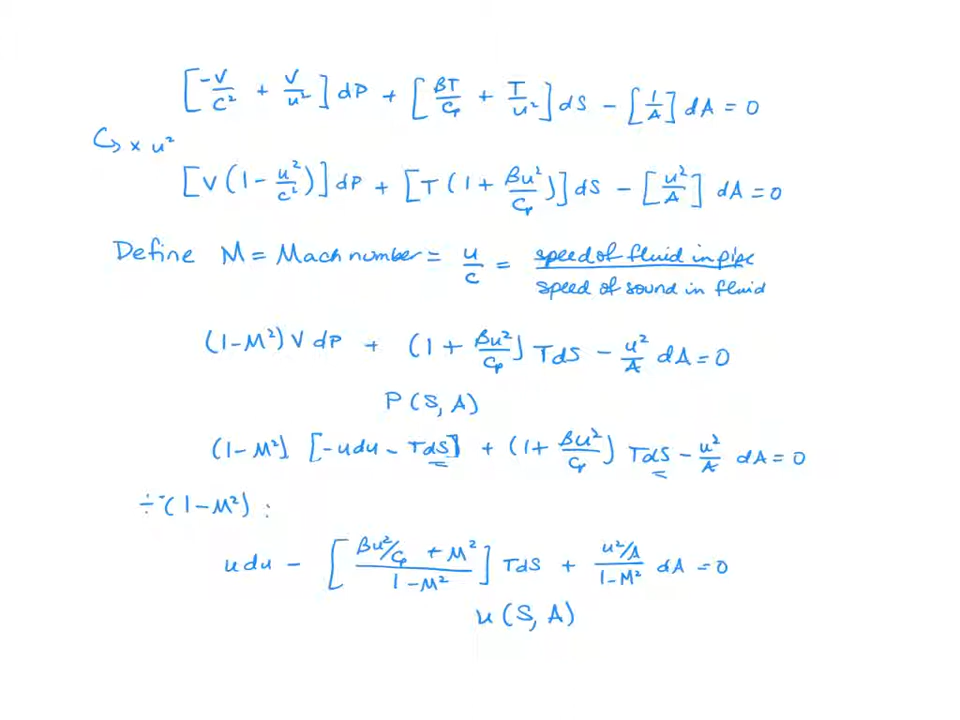 [-V/c² + V/u²] dP + [βT/Cp + T/u²] dS - [1/A] dA = 0
↳ × u²
[V(1 - u²/c²)] dP + [T(1 + βu²/Cp)] dS - [u²/A] dA = 0
Define M = Mach number = u/c = speed of fluid in pipe / speed of sound in fluid
(1-M²) V dP + (1 + βu²/Cp) TdS - u²/A dA = 0
P(S, A)
(1-M²) [-udu - TdS] + (1 + βu²/Cp) TdS - u²/A dA = 0
÷ (1-M²) :
udu - [(βu²/Cp + M²)/(1-M²)] TdS + (u²/A)/(1-M²) dA = 0
u(S, A)